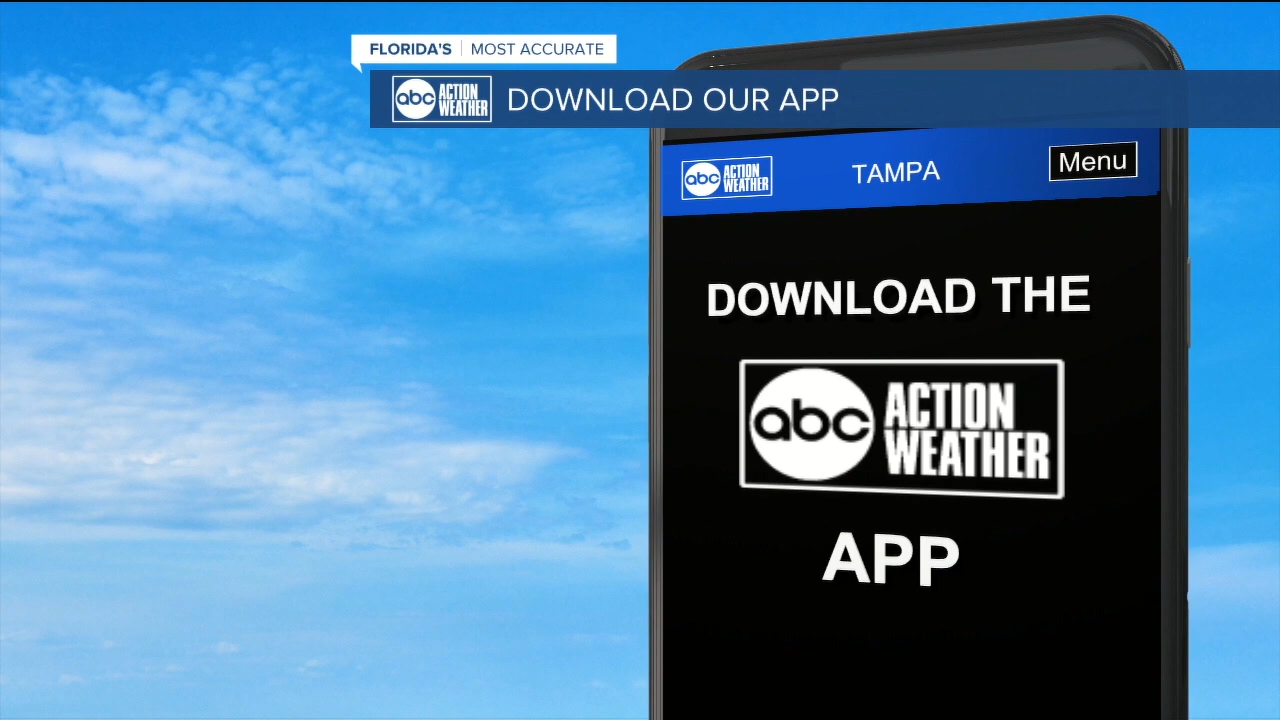 FLORIDA'S MOST ACCURATE
abc ACTION WEATHER DOWNLOAD OUR APP
abc ACTION WEATHER TAMPA Menu
DOWNLOAD THE
abc ACTION
WEATHER
APP